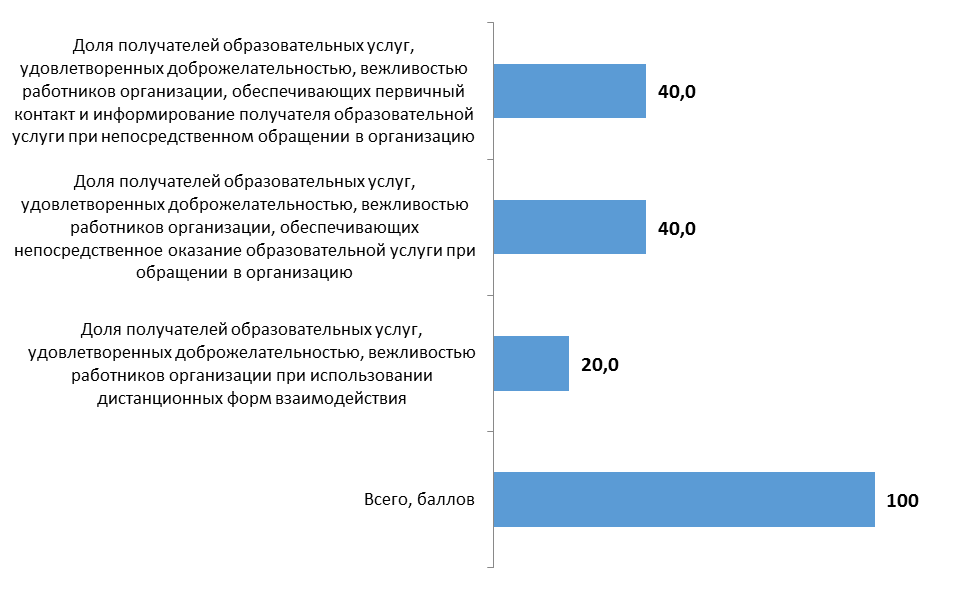 Доля получателей образовательных услуг,
удовлетворенных доброжелательностью, вежливостью
работников организации, обеспечивающих первичный
контакт и информирование получателя образовательной
услуги при непосредственном обращении в организацию
40,0
Доля получателей образовательных услуг,
удовлетворенных доброжелательностью, вежливостью
работников организации, обеспечивающих
непосредственное оказание образовательной услуги при
обращении в организацию
40,0
Доля получателей образовательных услуг,
удовлетворенных доброжелательностью, вежливостью
работников организации при использовании
дистанционных форм взаимодействия
20,0
Всего, баллов
100